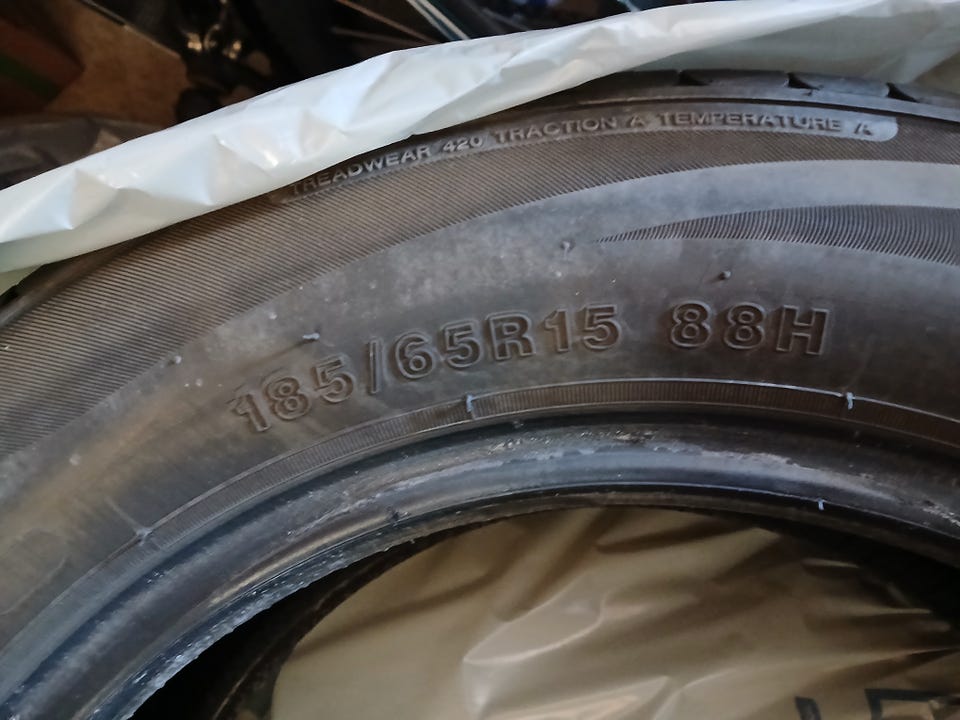 TREADWEAR 420 TRACTION A TEMPERATURE A
185/65R15 88H